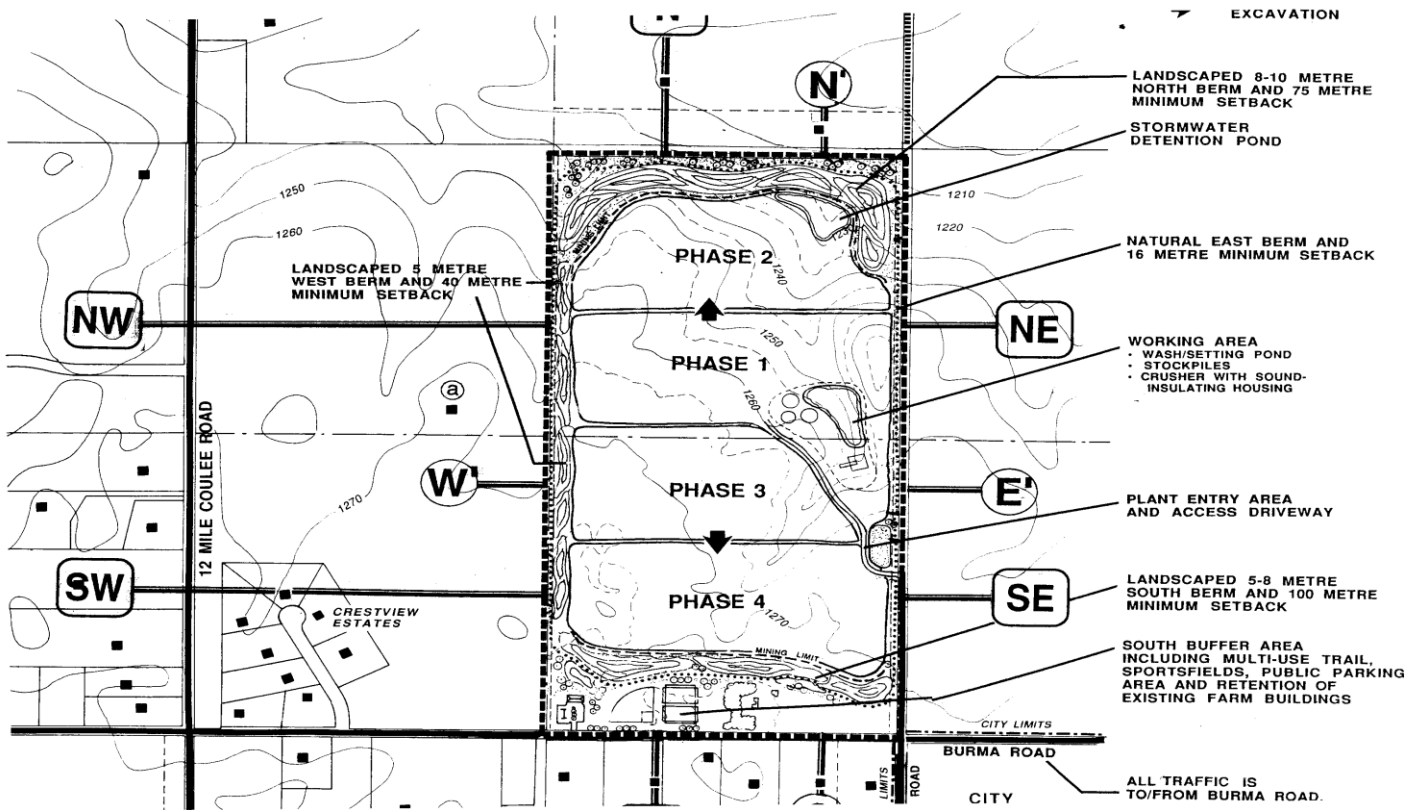 EXCAVATION
N'
LANDSCAPED 8-10 METRE
NORTH BERM AND 75 METRE
MINIMUM SETBACK
STORMWATER
DETENTION POND
1250
1260
1210
1220
MINING LIMIT
PHASE 2
1240
NATURAL EAST BERM AND
16 METRE MINIMUM SETBACK
LANDSCAPED 5 METRE
WEST BERM AND 40 METRE
MINIMUM SETBACK
NW
NE
1250
PHASE 1
WORKING AREA
· WASH/SETTING POND
· STOCKPILES
· CRUSHER WITH SOUND-
INSULATING HOUSING
a
1260
12 MILE COULEE ROAD
W'
PHASE 3
E'
1270
PLANT ENTRY AREA
AND ACCESS DRIVEWAY
SW
SE
CRESTVIEW
ESTATES
PHASE 4
1270
LANDSCAPED 5-8 METRE
SOUTH BERM AND 100 METRE
MINIMUM SETBACK
MINING LIMIT
SOUTH BUFFER AREA
INCLUDING MULTI-USE TRAIL,
SPORTSFIELDS, PUBLIC PARKING
AREA AND RETENTION OF
EXISTING FARM BUILDINGS
CITY LIMITS
BURMA ROAD
LIMITS
ROAD
CITY
ALL TRAFFIC IS
TO/FROM BURMA ROAD.